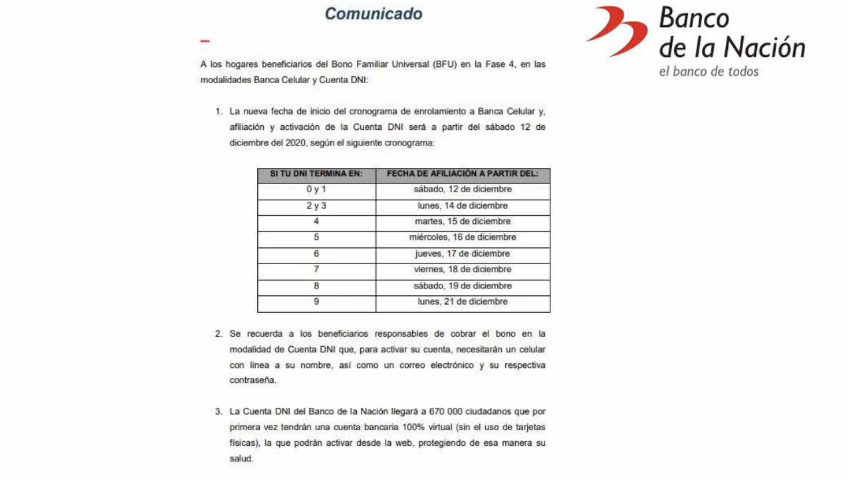 Comunicado
Banco
de la Nación
el banco de todos
A los hogares beneficiarios del Bono Familiar Universal (BFU) en la Fase 4, en las
modalidades Banca Celular y Cuenta DNI:
1. La nueva fecha de inicio del cronograma de enrolamiento a Banca Celular y,
afiliación y activación de la Cuenta DNI será a partir del sábado 12 de
diciembre del 2020, según el siguiente cronograma:
SI TU DNI TERMINA EN: FECHA DE AFILIACIÓN A PARTIR DEL:
0 y 1 sábado, 12 de diciembre
2 y 3 lunes, 14 de diciembre
4 martes, 15 de diciembre
5 miércoles, 16 de diciembre
6 jueves, 17 de diciembre
7 viernes, 18 de diciembre
8 sábado, 19 de diciembre
9 lunes, 21 de diciembre
2. Se recuerda a los beneficiarios responsables de cobrar el bono en la
modalidad de Cuenta DNI que, para activar su cuenta, necesitarán un celular
con línea a su nombre, así como un correo electrónico y su respectiva
contraseña.
3. La Cuenta DNI del Banco de la Nación llegará a 670 000 ciudadanos que por
primera vez tendrán una cuenta bancaria 100% virtual (sin el uso de tarjetas
físicas), la que podrán activar desde la web, protegiendo de esa manera su
salud.